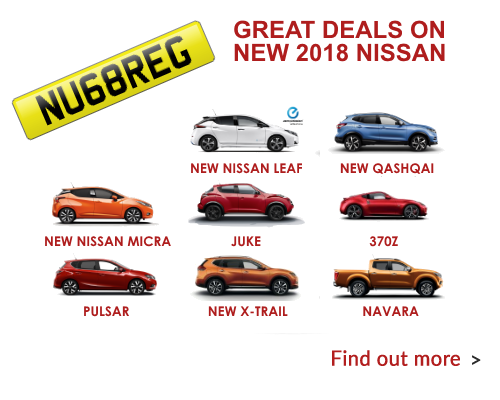 NU68REG
GREAT DEALS ON
NEW 2018 NISSAN
NEW NISSAN LEAF
NEW QASHQAI
NEW NISSAN MICRA
JUKE
370Z
PULSAR
NEW X-TRAIL
NAVARA
Find out more >